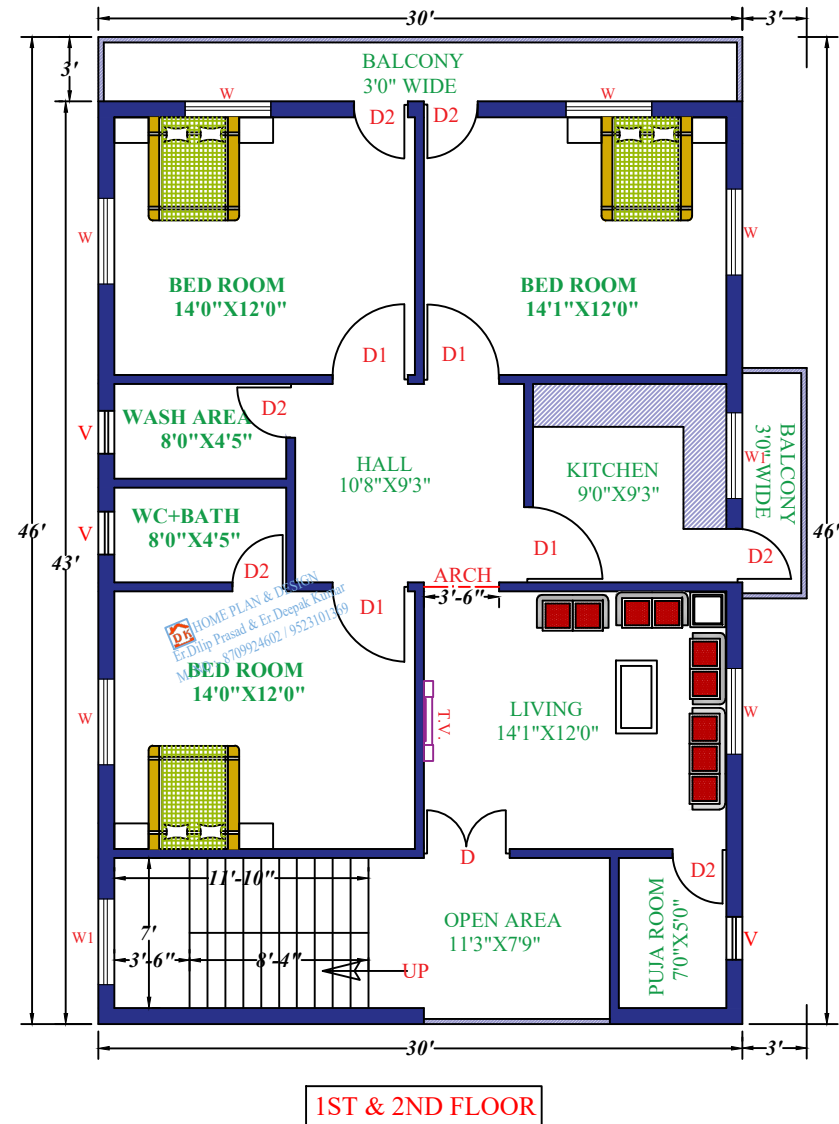 30'
3'
46'
3'
BALCONY
3'0" WIDE
W
D2
D2
W
W
W
BED ROOM
14'0"X12'0"
BED ROOM
14'1"X12'0"
D1
D1
D2
WASH AREA
8'0"X4'5"
V
HALL
10'8"X9'3"
KITCHEN
9'0"X9'3"
W1
BALCONY
3'0" WIDE
WC+BATH
8'0"X4'5"
V
46'
43'
D2
D1
D2
46'
ARCH
3'-6"
D1
HOME PLAN & DESIGN
Er.Dilip Prasad & Er.Deepak Kumar
8709924602 / 9523101369
DK
BED ROOM
14'0"X12'0"
W
T.V.
LIVING
14'1"X12'0"
W
D
D2
11'-10"
7'
3'-6"
8'-4"
UP
W1
OPEN AREA
11'3"X7'9"
PUJA ROOM
7'0"X5'0"
V
30'
3'
1ST & 2ND FLOOR